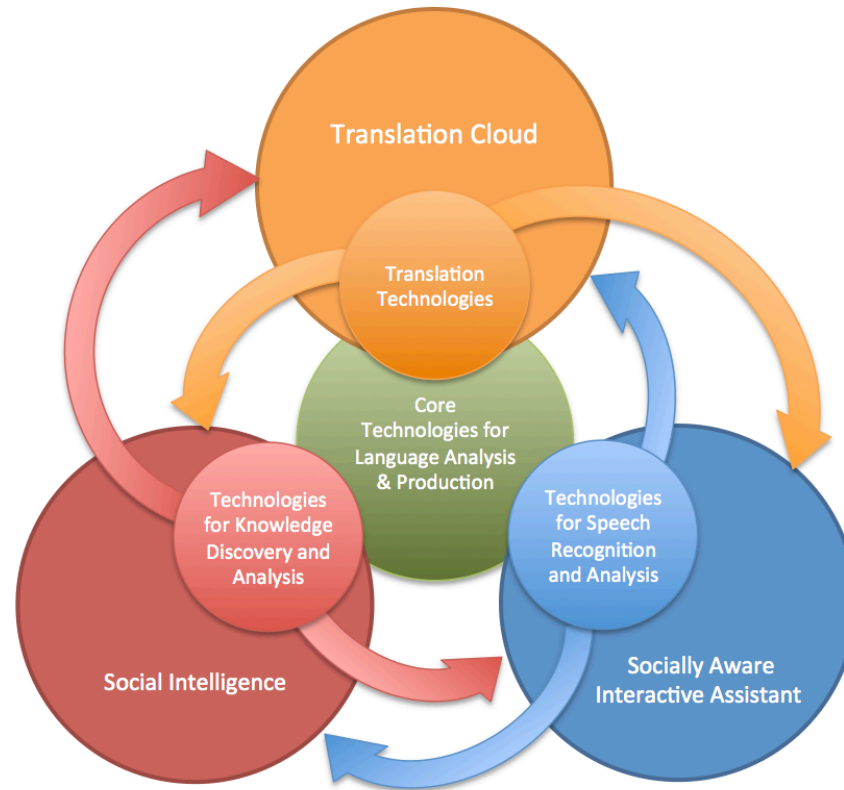 Translation Cloud
Translation
Technologies
Core
Technologies for
Language Analysis
& Production
Technologies
for Knowledge
Discovery and
Analysis
Technologies
for Speech
Recognition
and Analysis
Social Intelligence
Socially Aware
Interactive Assistant